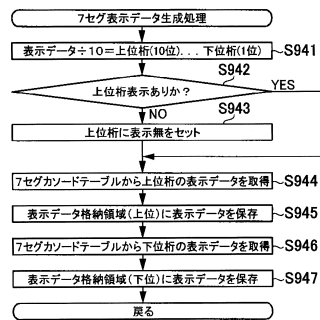 7セグ表示データ生成処理
表示データ÷10=上位桁(10位)...下位桁(1位)
S941
S942
上位桁表示ありか?
YES
NO
S943
上位桁に表示無をセット
7セグカソードテーブルから上位桁の表示データを取得
S944
表示データ格納領域(上位)に表示データを保存
S945
7セグカソードテーブルから下位桁の表示データを取得
S946
表示データ格納領域(下位)に表示データを保存
S947
戻る